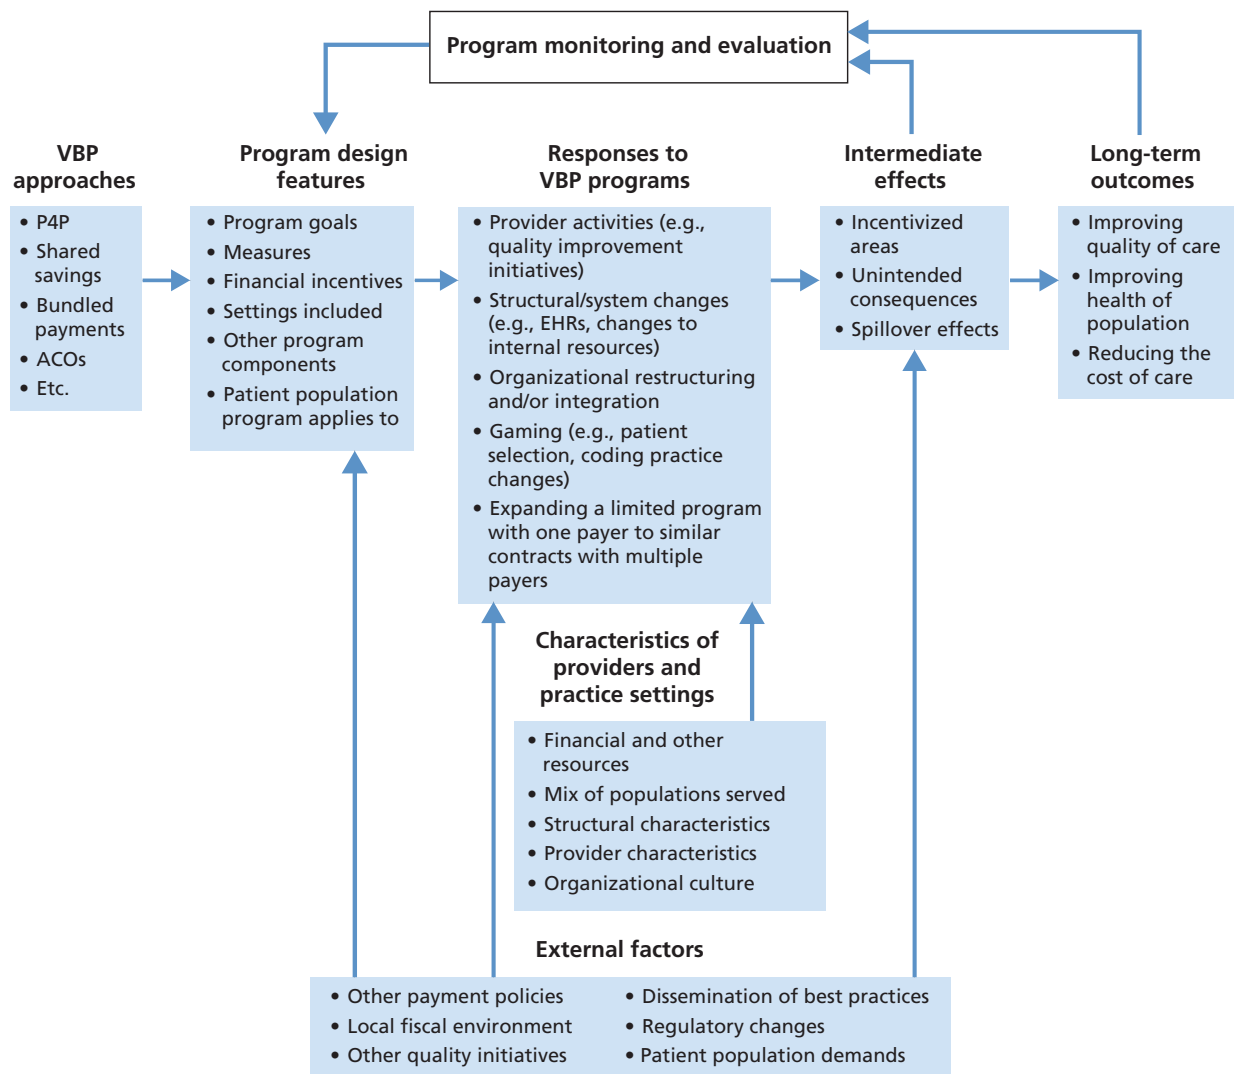 Program monitoring and evaluation
VBP
approaches
• P4P
• Shared
savings
• Bundled
payments
• ACOs
• Etc.
Program design
features
• Program goals
• Measures
• Financial incentives
• Settings included
• Other program
components
• Patient population
program applies to
Responses to
VBP programs
• Provider activities (e.g.,
quality improvement
initiatives)
• Structural/system changes
(e.g., EHRs, changes to
internal resources)
• Organizational restructuring
and/or integration
• Gaming (e.g., patient
selection, coding practice
changes)
• Expanding a limited program
with one payer to similar
contracts with multiple
payers
Intermediate
effects
• Incentivized
areas
• Unintended
consequences
• Spillover effects
Long-term
outcomes
• Improving
quality of care
• Improving
health of
population
• Reducing the
cost of care
Characteristics of
providers and
practice settings
• Financial and other
resources
• Mix of populations served
• Structural characteristics
• Provider characteristics
• Organizational culture
External factors
• Other payment policies
• Local fiscal environment
• Other quality initiatives
• Dissemination of best practices
• Regulatory changes
• Patient population demands